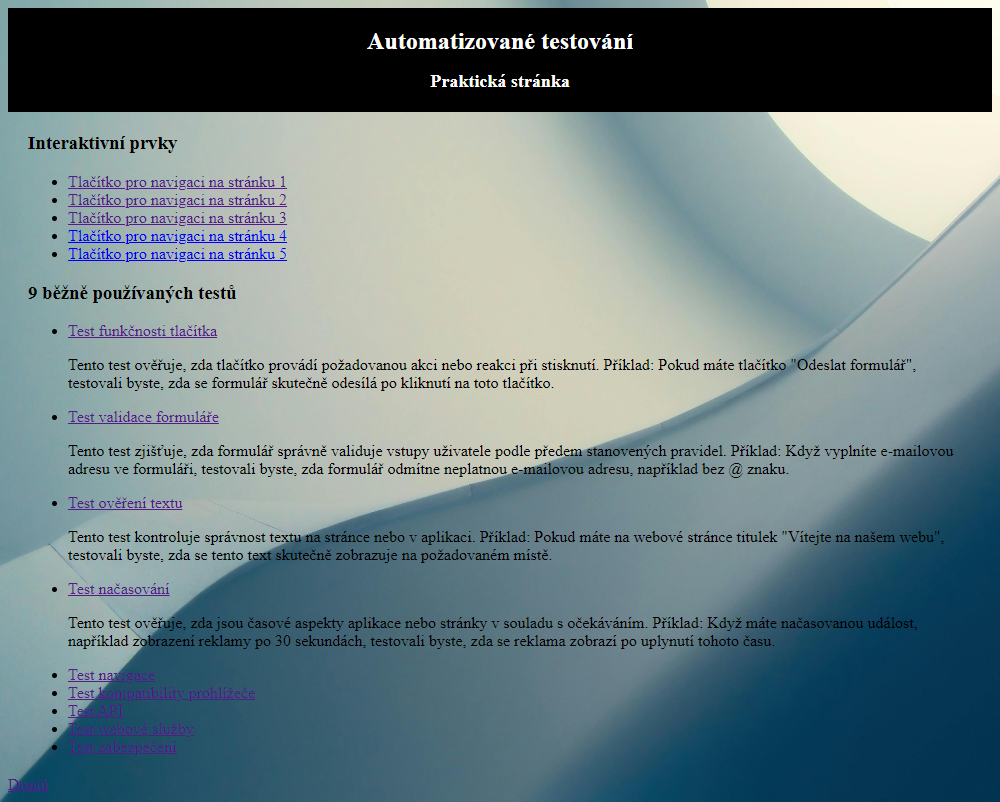 Automatizované testování
Praktická stránka
Interaktivní prvky
Tlačítko pro navigaci na stránku 1
Tlačítko pro navigaci na stránku 2
Tlačítko pro navigaci na stránku 3
Tlačítko pro navigaci na stránku 4
Tlačítko pro navigaci na stránku 5
9 běžně používaných testů
Test funkčnosti tlačítka
Tento test ověřuje, zda tlačítko provádí požadovanou akci nebo reakci při stisknutí. Příklad: Pokud máte tlačítko "Odeslat formulář",
testovali byste, zda se formulář skutečně odesílá po kliknutí na toto tlačítko.
Test validace formuláře
Tento test zjišťuje, zda formulář správně validuje vstupy uživatele podle předem stanovených pravidel. Příklad: Když vyplníte e-mailovou
adresu ve formuláři, testovali byste, zda formulář odmítne neplatnou e-mailovou adresu, například bez @ znaku.
Test ověření textu
Tento test kontroluje správnost textu na stránce nebo v aplikaci. Příklad: Pokud máte na webové stránce titulek "Vítejte na našem webu",
testovali byste, zda se tento text skutečně zobrazuje na požadovaném místě.
Test načasování
Tento test ověřuje, zda jsou časové aspekty aplikace nebo stránky v souladu s očekáváním. Příklad: Když máte načasovanou událost,
například zobrazení reklamy po 30 sekundách, testovali byste, zda se reklama zobrazí po uplynutí tohoto času.
Test navigace
Test kompatibility prohlížeče
Test API
Test webové služby
Test zabezpečení
Domů